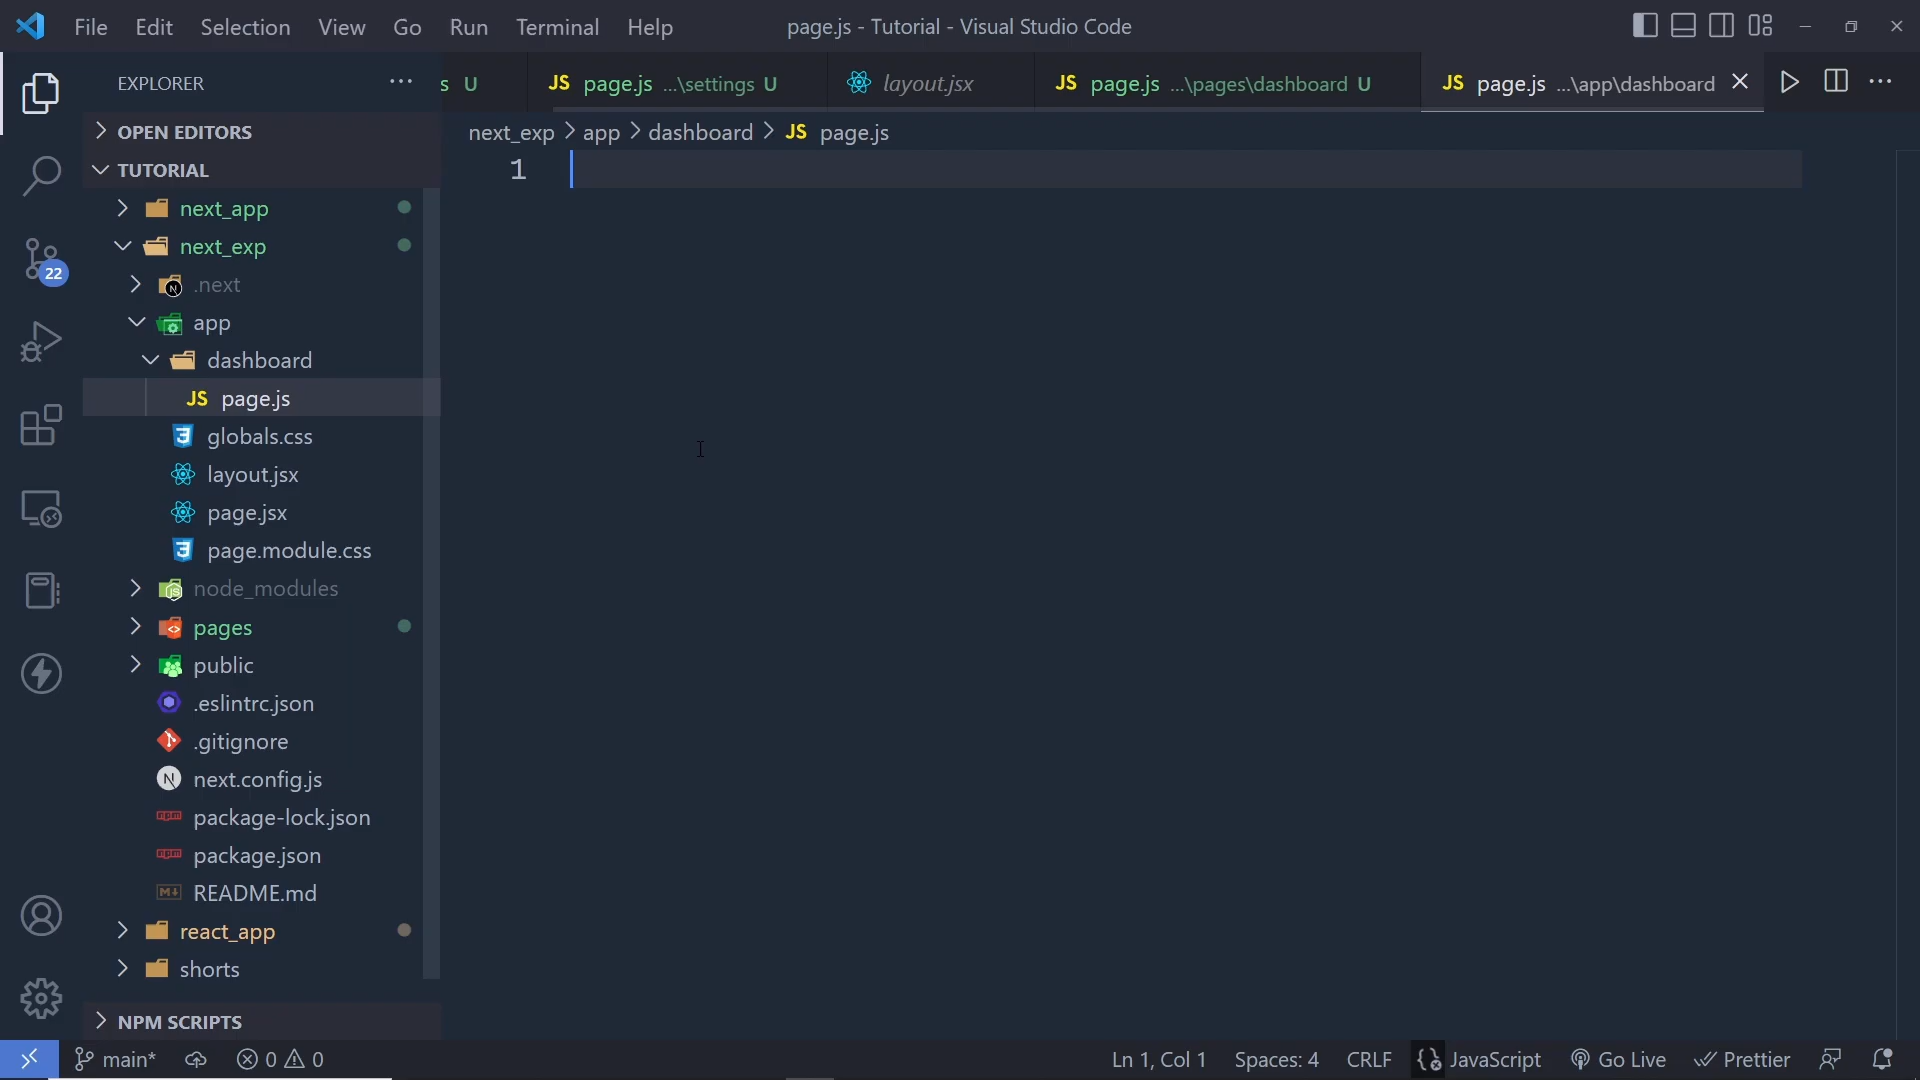 File Edit Selection View Go Run Terminal Help page.js - Tutorial - Visual Studio Code
EXPLORER
s U JS page.js ...\settings U layout.jsx JS page.js ...\pages\dashboard U JS page.js ...\app\dashboard
next_exp > app > dashboard > JS page.js
1
OPEN EDITORS
TUTORIAL
next_app
next_exp
.next
app
dashboard
JS page.js
globals.css
layout.jsx
page.jsx
page.module.css
node_modules
pages
public
.eslintrc.json
.gitignore
next.config.js
package-lock.json
package.json
README.md
react_app
shorts
NPM SCRIPTS
22
main* 0 0 Ln 1, Col 1 Spaces: 4 CRLF JavaScript Go Live Prettier